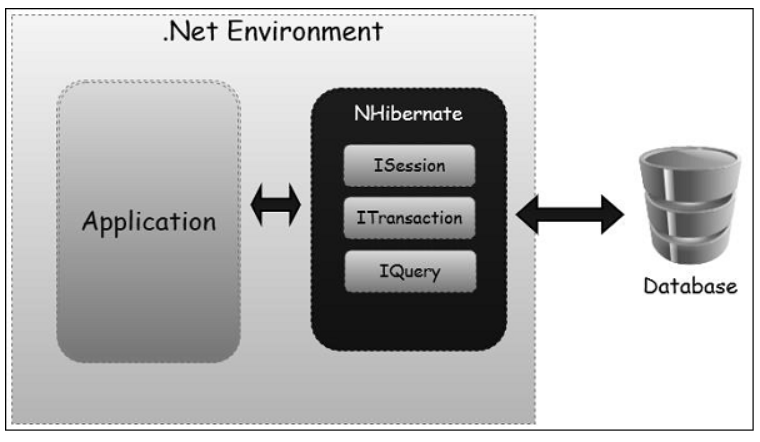 .Net Environment
NHibernate
ISession
Application
ITransaction
IQuery
Database